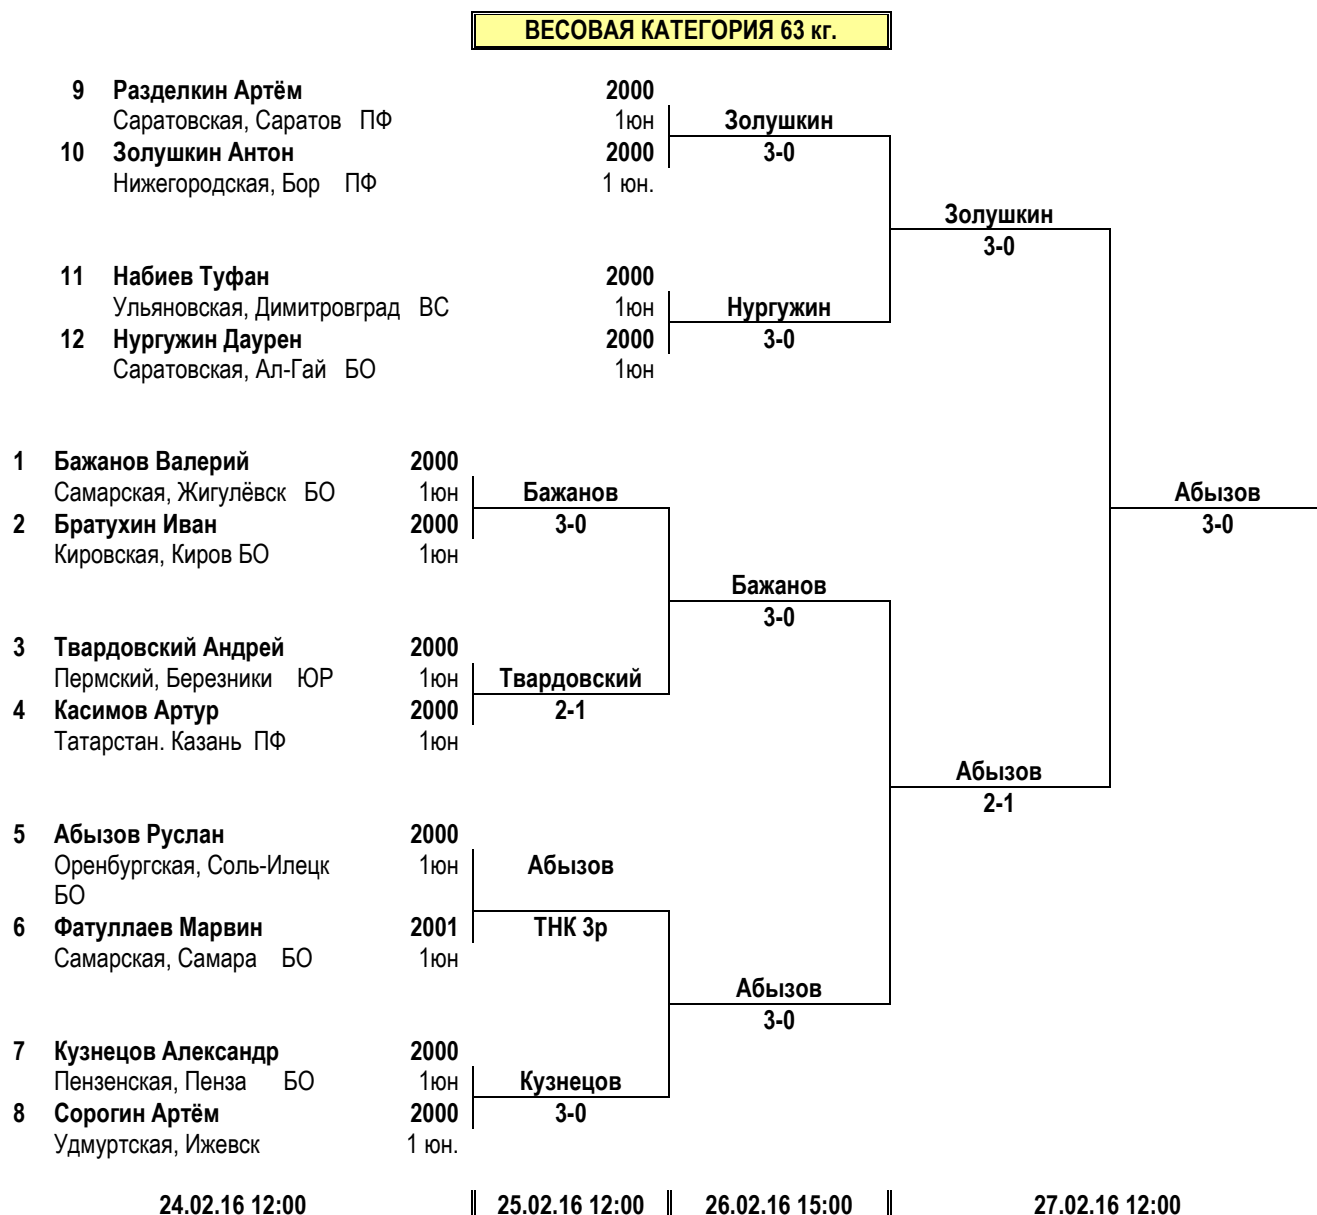 ВЕСОВАЯ КАТЕГОРИЯ 63 кг.
9 Разделкин Артём 2000
Саратовская, Саратов ПФ 1юн Золушкин
10 Золушкин Антон 2000 3-0
Нижегородская, Бор ПФ 1 юн.
Золушкин
3-0
11 Набиев Туфан 2000
Ульяновская, Димитровград ВС 1юн Нургужин
12 Нургужин Даурен 2000 3-0
Саратовская, Ал-Гай БО 1юн
1 Бажанов Валерий 2000
Самарская, Жигулёвск БО 1юн Бажанов Абызов
2 Братухин Иван 2000 3-0 3-0
Кировская, Киров БО 1юн
Бажанов
3-0
3 Твардовский Андрей 2000
Пермский, Березники ЮР 1юн Твардовский
4 Касимов Артур 2000 2-1
Татарстан. Казань ПФ 1юн
Абызов
2-1
5 Абызов Руслан 2000
Оренбургская, Соль-Илецк 1юн Абызов
БО
6 Фатуллаев Марвин 2001 ТНК 3р
Самарская, Самара БО 1юн
Абызов
3-0
7 Кузнецов Александр 2000
Пензенская, Пенза БО 1юн Кузнецов
8 Сорогин Артём 2000 3-0
Удмуртская, Ижевск 1 юн.
24.02.16 12:00 25.02.16 12:00 26.02.16 15:00 27.02.16 12:00